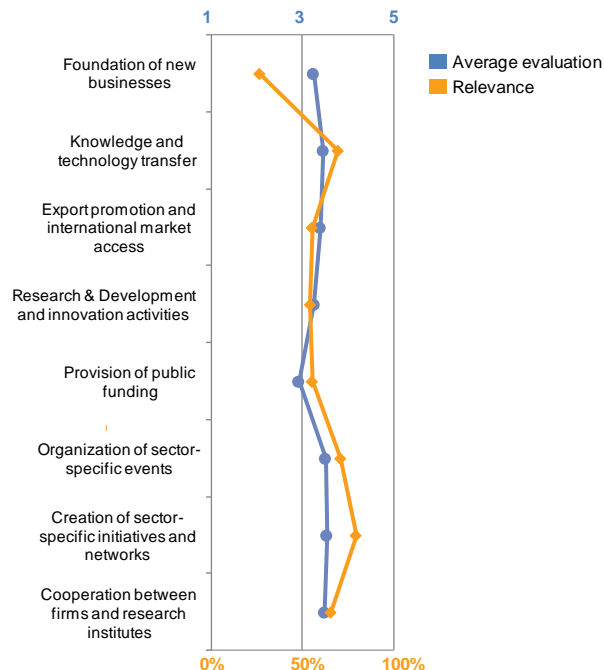 1 3 5
Foundation of new
businesses
Average evaluation
Relevance
Knowledge and
technology transfer
Export promotion and
international market
access
Research & Development
and innovation activities
Provision of public
funding
Organization of sector-
specific events
Creation of sector-
specific initiatives and
networks
Cooperation between
firms and research
institutes
0% 50% 100%